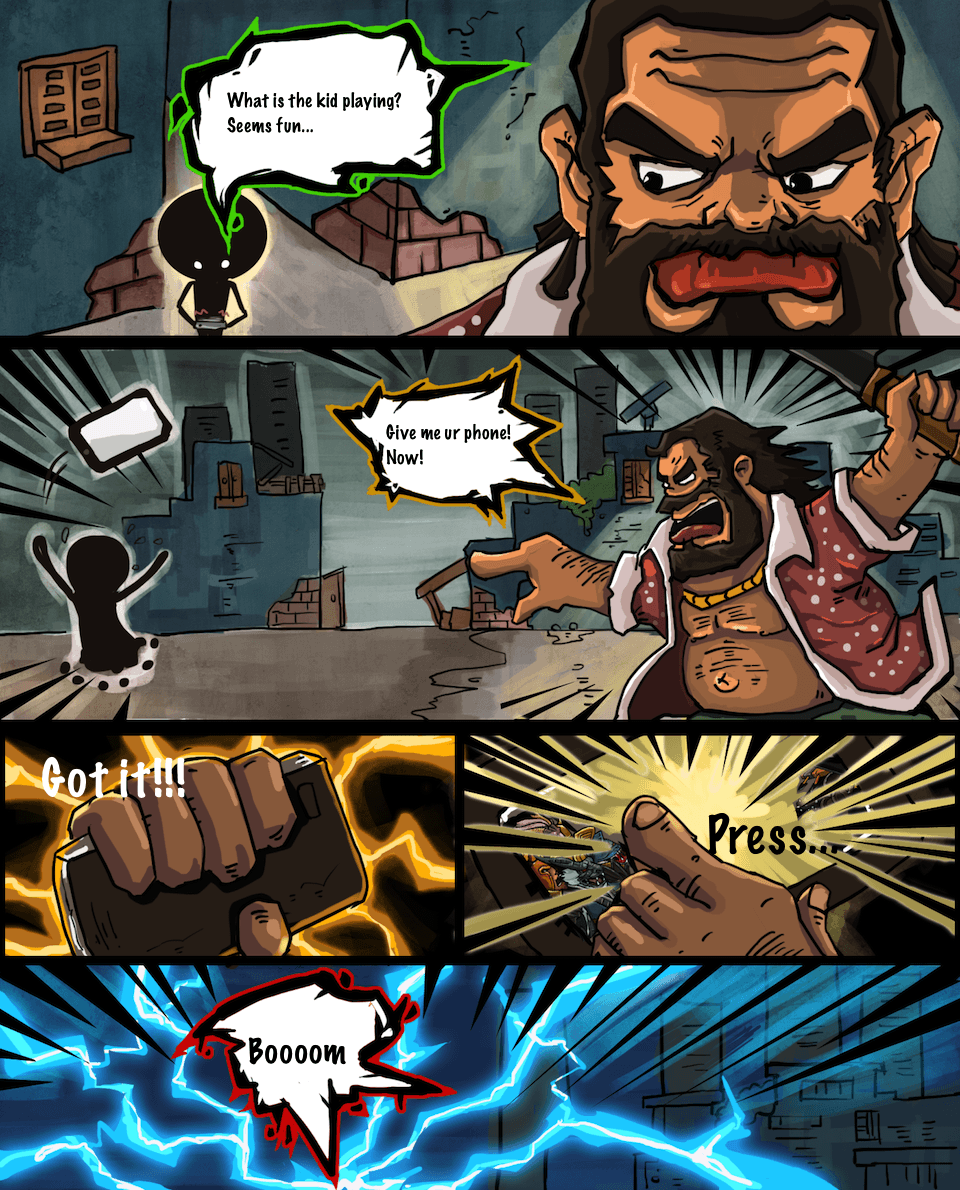 What is the kid playing?
Seems fun...
Give me ur phone!
Now!
Got it!!!
Press....
Boooom